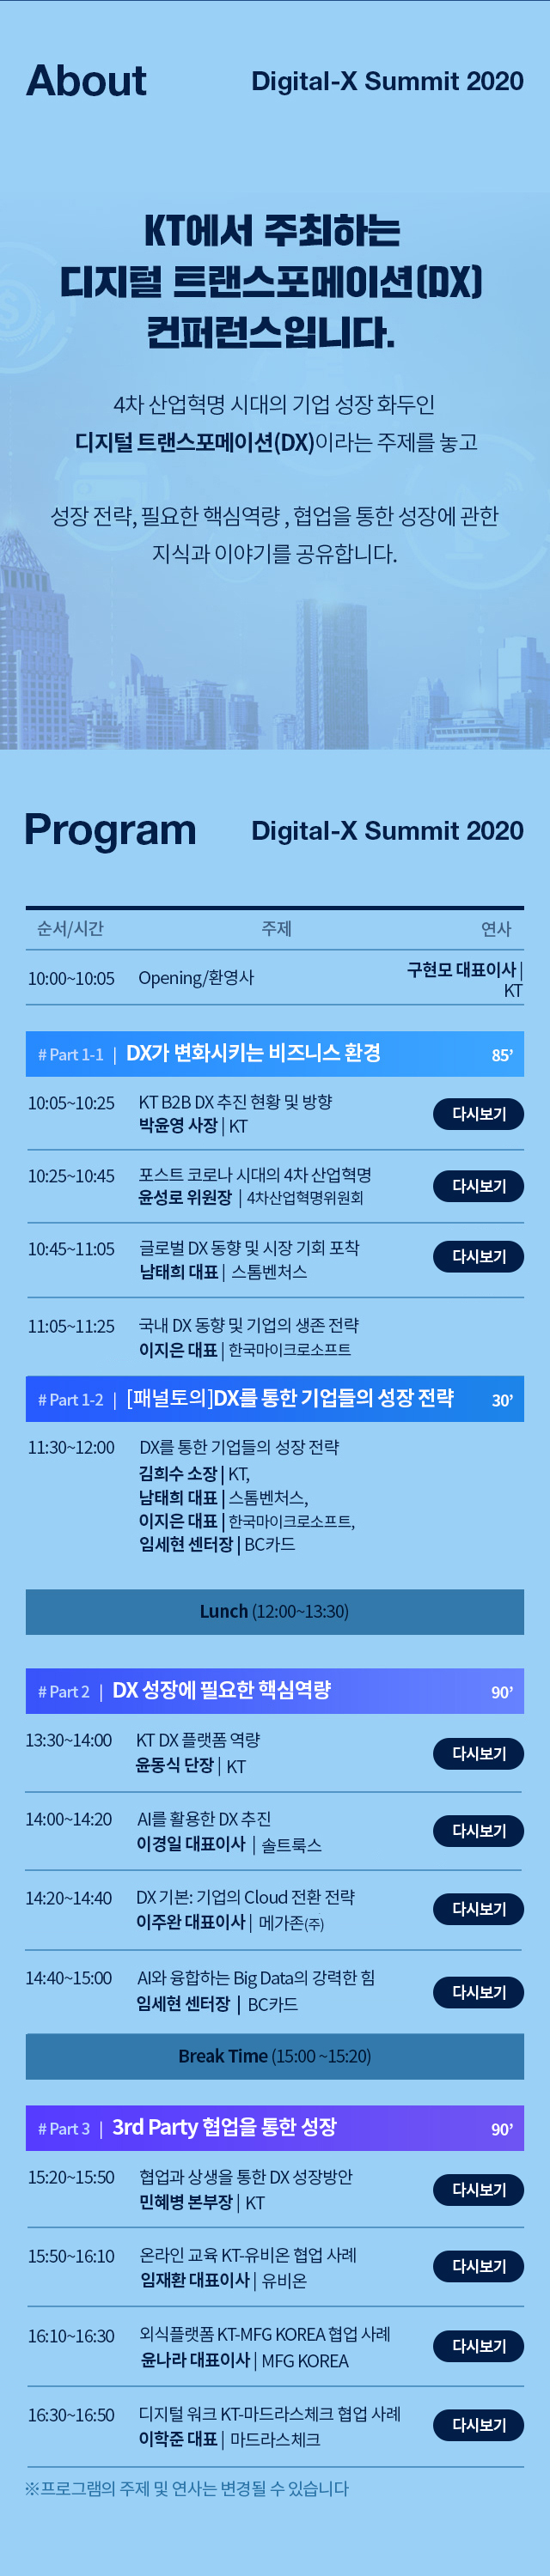 About
Digital-X Summit 2020
KT에서 주최하는
디지털 트랜스포메이션(DX)
컨퍼런스입니다.
4차 산업혁명 시대의 기업 성장 화두인
디지털 트랜스포메이션(DX)이라는 주제를 놓고
성장 전략, 필요한 핵심역량 , 협업을 통한 성장에 관한
지식과 이야기를 공유합니다.
Program
Digital-X Summit 2020
순서/시간 주제 연사
10:00~10:05 Opening/환영사 구현모 대표이사 |
KT
# Part 1-1 | DX가 변화시키는 비즈니스 환경 85’
10:05~10:25 KT B2B DX 추진 현황 및 방향
박윤영 사장 | KT
다시보기
10:25~10:45 포스트 코로나 시대의 4차 산업혁명
윤성로 위원장 | 4차산업혁명위원회
다시보기
10:45~11:05 글로벌 DX 동향 및 시장 기회 포착
남태희 대표 | 스톰벤처스
다시보기
11:05~11:25 국내 DX 동향 및 기업의 생존 전략
이지은 대표 | 한국마이크로소프트
# Part 1-2 | [패널토의]DX를 통한 기업들의 성장 전략 30’
11:30~12:00 DX를 통한 기업들의 성장 전략
김희수 소장 | KT,
남태희 대표 | 스톰벤처스,
이지은 대표 | 한국마이크로소프트,
임세현 센터장 | BC카드
Lunch (12:00~13:30)
# Part 2 | DX 성장에 필요한 핵심역량 90’
13:30~14:00 KT DX 플랫폼 역량
윤동식 단장 | KT
다시보기
14:00~14:20 AI를 활용한 DX 추진
이경일 대표이사 | 솔트룩스
다시보기
14:20~14:40 DX 기본: 기업의 Cloud 전환 전략
이주완 대표이사 | 메가존(주)
다시보기
14:40~15:00 AI와 융합하는 Big Data의 강력한 힘
임세현 센터장 | BC카드
다시보기
Break Time (15:00 ~15:20)
# Part 3 | 3rd Party 협업을 통한 성장 90’
15:20~15:50 협업과 상생을 통한 DX 성장방안
민혜병 본부장 | KT
다시보기
15:50~16:10 온라인 교육 KT-유비온 협업 사례
임재환 대표이사 | 유비온
다시보기
16:10~16:30 외식플랫폼 KT-MFG KOREA 협업 사례
윤나라 대표이사 | MFG KOREA
다시보기
16:30~16:50 디지털 워크 KT-마드라스체크 협업 사례
이학준 대표 | 마드라스체크
다시보기
※프로그램의 주제 및 연사는 변경될 수 있습니다